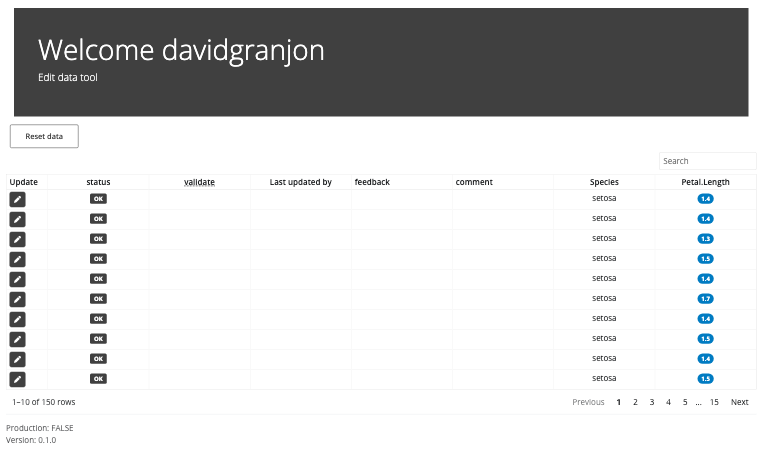 Welcome davidgranjon
Edit data tool
Reset data
Search
Update status validate Last updated by feedback comment Species Petal.Length
OK setosa 1.4
OK setosa 1.4
OK setosa 1.3
OK setosa 1.5
OK setosa 1.4
OK setosa 1.7
OK setosa 1.4
OK setosa 1.5
OK setosa 1.4
OK setosa 1.5
1–10 of 150 rows Previous 1 2 3 4 5 ... 15 Next
Production: FALSE
Version: 0.1.0